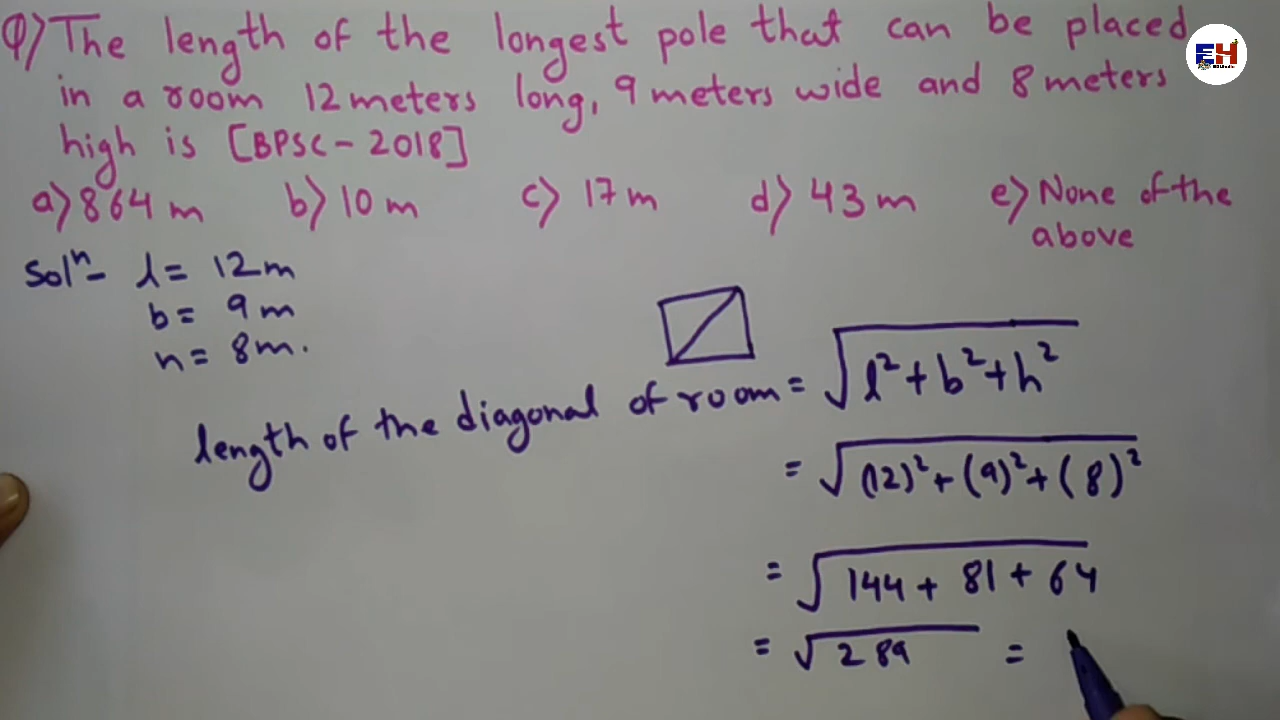 Q) The length of the longest pole that can be placed
in a room 12 meters long, 9 meters wide and 8 meters
high is [BPSC - 2018]
a) 864 m b) 10 m c) 17 m d) 43 m e) None of the
above
Solⁿ- l = 12m
b = 9 m
h = 8m.
length of the diagonal of room = √l²+b²+h²
= √(12)²+(9)²+(8)²
= √144 + 81 + 64
= √289 =
EH